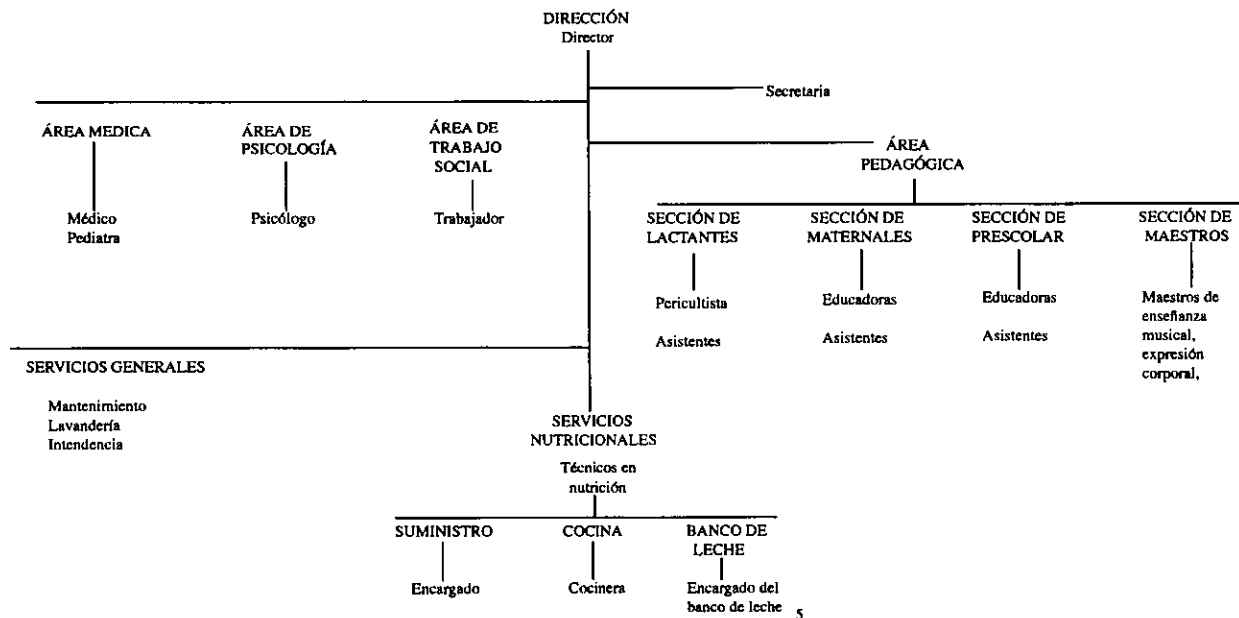 DIRECCIÓN
Director
Secretaria
ÁREA MEDICA
Médico
Pediatra
ÁREA DE
PSICOLOGÍA
Psicólogo
ÁREA DE
TRABAJO
SOCIAL
Trabajador
ÁREA
PEDAGÓGICA
SECCIÓN DE
LACTANTES
Pericultista
Asistentes
SECCIÓN DE
MATERNALES
Educadoras
Asistentes
SECCIÓN DE
PRESCOLAR
Educadoras
Asistentes
SECCIÓN DE
MAESTROS
Maestros de
enseñanza
musical,
expresión
corporal,
SERVICIOS GENERALES
Mantenimiento
Lavandería
Intendencia
SERVICIOS
NUTRICIONALES
Técnicos en
nutrición
SUMINISTRO
Encargado
COCINA
Cocinera
BANCO DE
LECHE
Encargado del
banco de leche
5